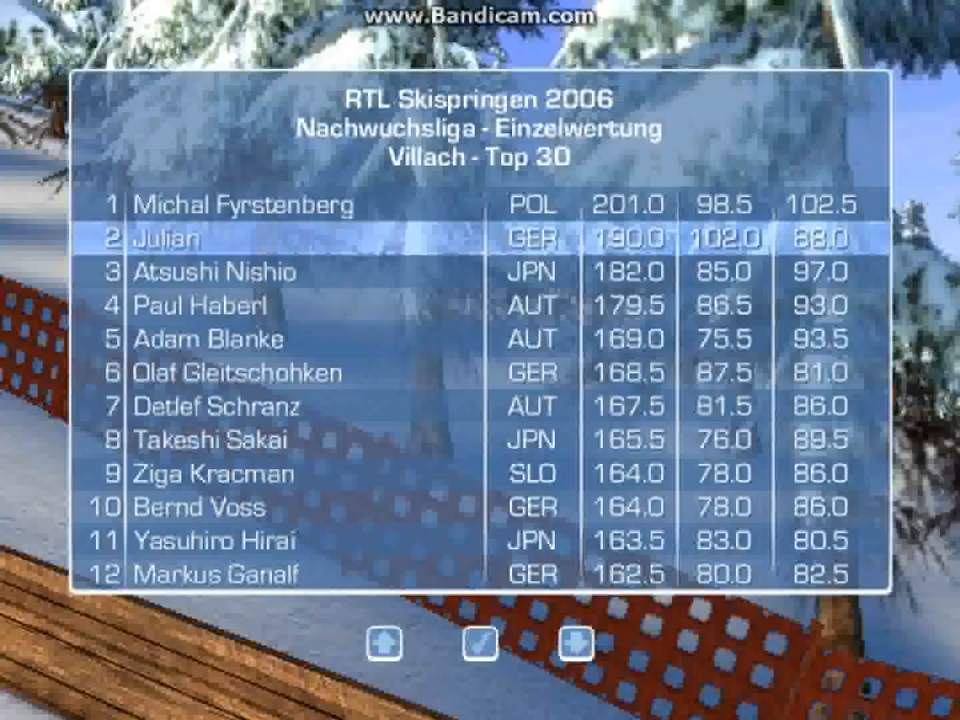 www.Bandicam.com
RTL Skispringen 2006
Nachwuchsliga - Einzelwertung
Villach - Top 30
1 Michal Fyrstenberg POL 201.0 98.5 102.5
2 Julian GER 190.0 102.0 88.0
3 Atsushi Nishio JPN 182.0 85.0 97.0
4 Paul Haberl AUT 179.5 86.5 93.0
5 Adam Blanke AUT 169.0 75.5 93.5
6 Olaf Gleitschohken GER 168.5 87.5 81.0
7 Detlef Schranz AUT 167.5 81.5 86.0
8 Takeshi Sakai JPN 165.5 76.0 89.5
9 Ziga Kracman SLO 164.0 78.0 86.0
10 Bernd Voss GER 164.0 78.0 86.0
11 Yasuhiro Hirai JPN 163.5 83.0 80.5
12 Markus Ganalf GER 162.5 80.0 82.5